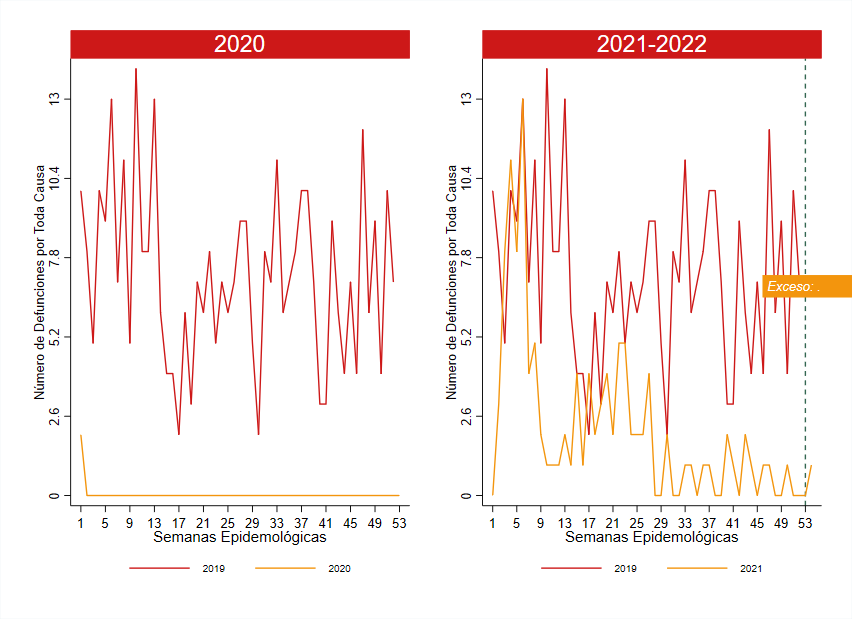 2020
Número de Defunciones por Toda Causa
13
10.4
7.8
5.2
2.6
0
1 5 9 13 17 21 25 29 33 37 41 45 49 53
Semanas Epidemológicas
2019 2020
2021-2022
Número de Defunciones por Toda Causa
13
10.4
7.8
5.2
2.6
0
Exceso: .
1 5 9 13 17 21 25 29 33 37 41 45 49 53
Semanas Epidemológicas
2019 2021